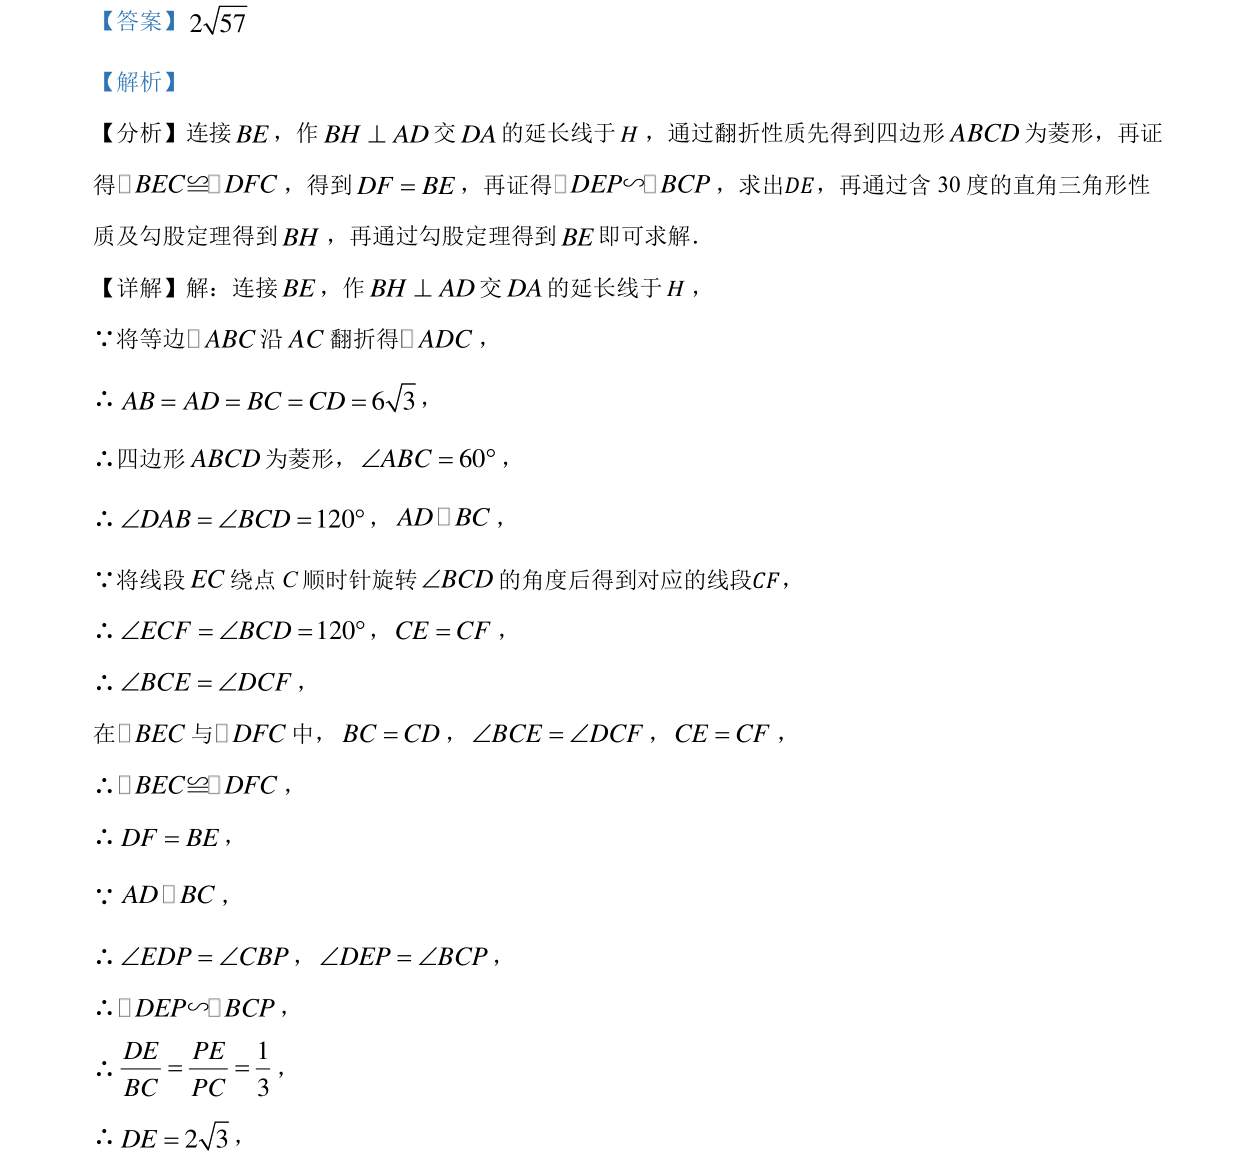 【答案】2√57
【解析】
【分析】连接BE，作BH⊥AD交DA的延长线于H，通过翻折性质先得到四边形ABCD为菱形，再证
得□BEC≌□DFC，得到DF=BE，再证得□DEP∽□BCP，求出DE，再通过含30度的直角三角形性
质及勾股定理得到BH，再通过勾股定理得到BE即可求解．
【详解】解：连接BE，作BH⊥AD交DA的延长线于H，
∵将等边□ABC沿AC翻折得□ADC，
∴AB=AD=BC=CD=6√3，
∴四边形ABCD为菱形，∠ABC=60°，
∴∠DAB=∠BCD=120°，AD□BC，
∵将线段EC绕点C顺时针旋转∠BCD的角度后得到对应的线段CF，
∴∠ECF=∠BCD=120°，CE=CF，
∴∠BCE=∠DCF，
在□BEC与□DFC中，BC=CD，∠BCE=∠DCF，CE=CF，
∴□BEC≌□DFC，
∴DF=BE，
∵AD□BC，
∴∠EDP=∠CBP，∠DEP=∠BCP，
∴□DEP∽□BCP，
∴DE/BC=PE/PC=1/3，
∴DE=2√3，